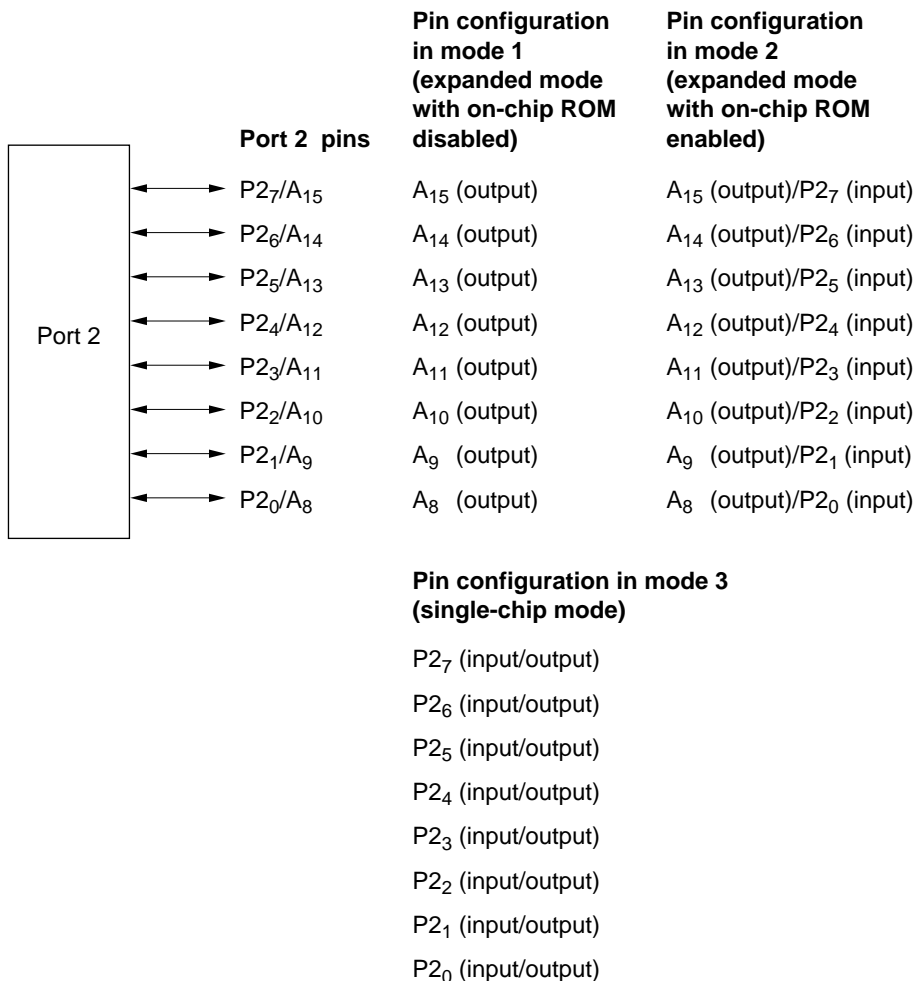 Pin configuration in mode 1 (expanded mode with on-chip ROM disabled)
Pin configuration in mode 2 (expanded mode with on-chip ROM enabled)
Port 2 pins
Port 2
P2₇/A₁₅ A₁₅ (output) A₁₅ (output)/P2₇ (input)
P2₆/A₁₄ A₁₄ (output) A₁₄ (output)/P2₆ (input)
P2₅/A₁₃ A₁₃ (output) A₁₃ (output)/P2₅ (input)
P2₄/A₁₂ A₁₂ (output) A₁₂ (output)/P2₄ (input)
P2₃/A₁₁ A₁₁ (output) A₁₁ (output)/P2₃ (input)
P2₂/A₁₀ A₁₀ (output) A₁₀ (output)/P2₂ (input)
P2₁/A₉ A₉ (output) A₉ (output)/P2₁ (input)
P2₀/A₈ A₈ (output) A₈ (output)/P2₀ (input)
Pin configuration in mode 3
(single-chip mode)
P2₇ (input/output)
P2₆ (input/output)
P2₅ (input/output)
P2₄ (input/output)
P2₃ (input/output)
P2₂ (input/output)
P2₁ (input/output)
P2₀ (input/output)